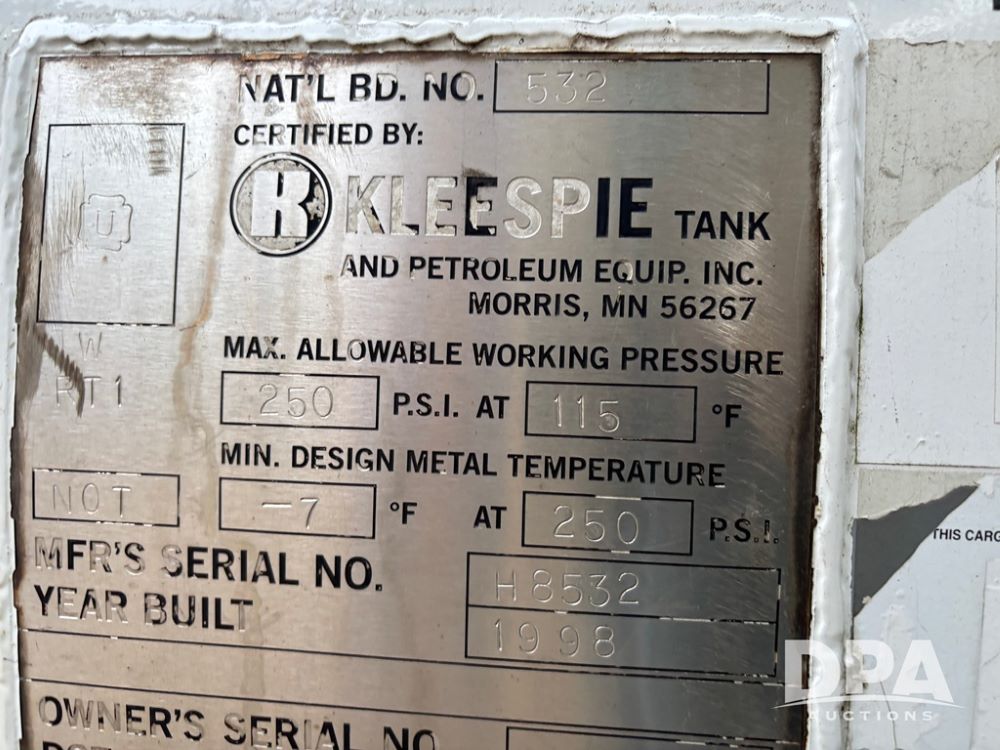 NAT'L BD. NO. 532
CERTIFIED BY:
U
R KLEESPIE TANK
AND PETROLEUM EQUIP. INC.
MORRIS, MN 56267
W
RT1
MAX. ALLOWABLE WORKING PRESSURE
250 P.S.I. AT 115 °F
MIN. DESIGN METAL TEMPERATURE
NOT -7 °F AT 250 P.S.I.
MFR'S SERIAL NO. H8532
YEAR BUILT 1998
OWNER'S SERIAL NO
THIS CARG
DPA
AUCTIONS